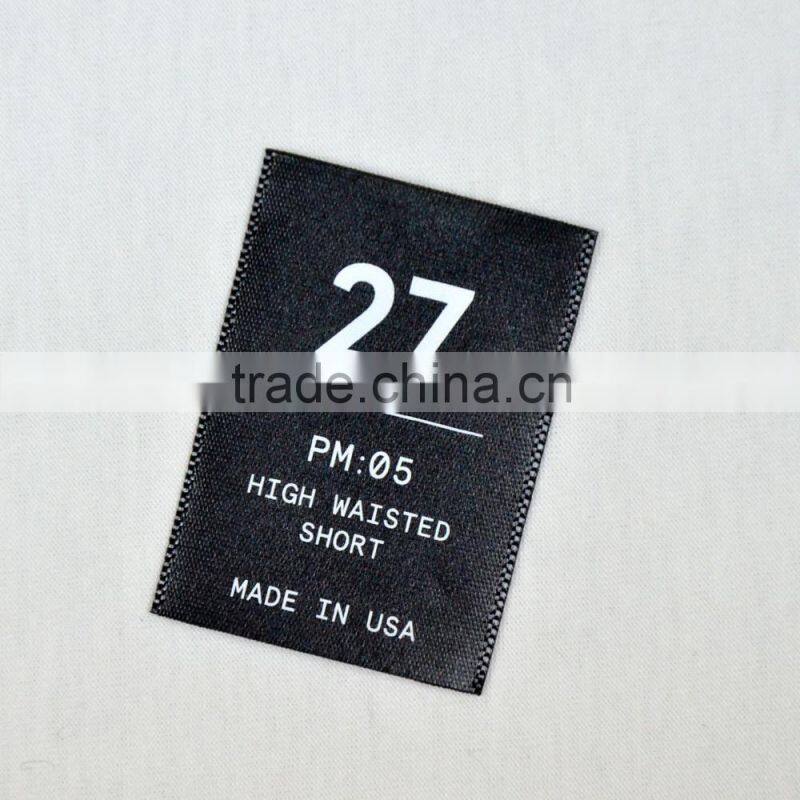 27
trade.china.cn
PM:05
HIGH WAISTED
SHORT
MADE IN USA